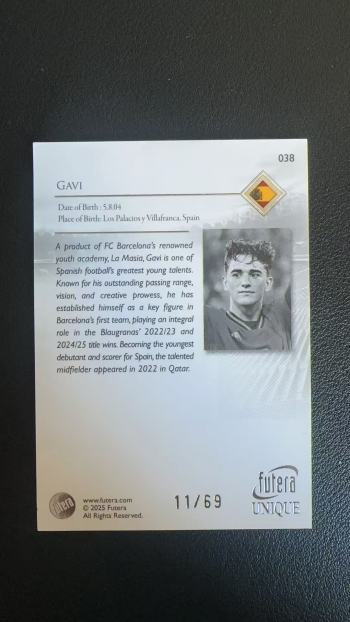 038
GAVI
Date of Birth : 5.8.04
Place of Birth: Los Palacios y Villafranca, Spain
A product of FC Barcelona's renowned
youth academy, La Masia, Gavi is one of
Spanish football's greatest young talents.
Known for his outstanding passing range,
vision, and creative prowess, he has
established himself as a key figure in
Barcelona's first team, playing an integral
role in the Blaugranas' 2022/23 and
2024/25 title wins. Becoming the youngest
debutant and scorer for Spain, the talented
midfielder appeared in 2022 in Qatar.
futera
www.futera.com
© 2025 Futera
All Rights Reserved.
11/69
futera
UNIQUE